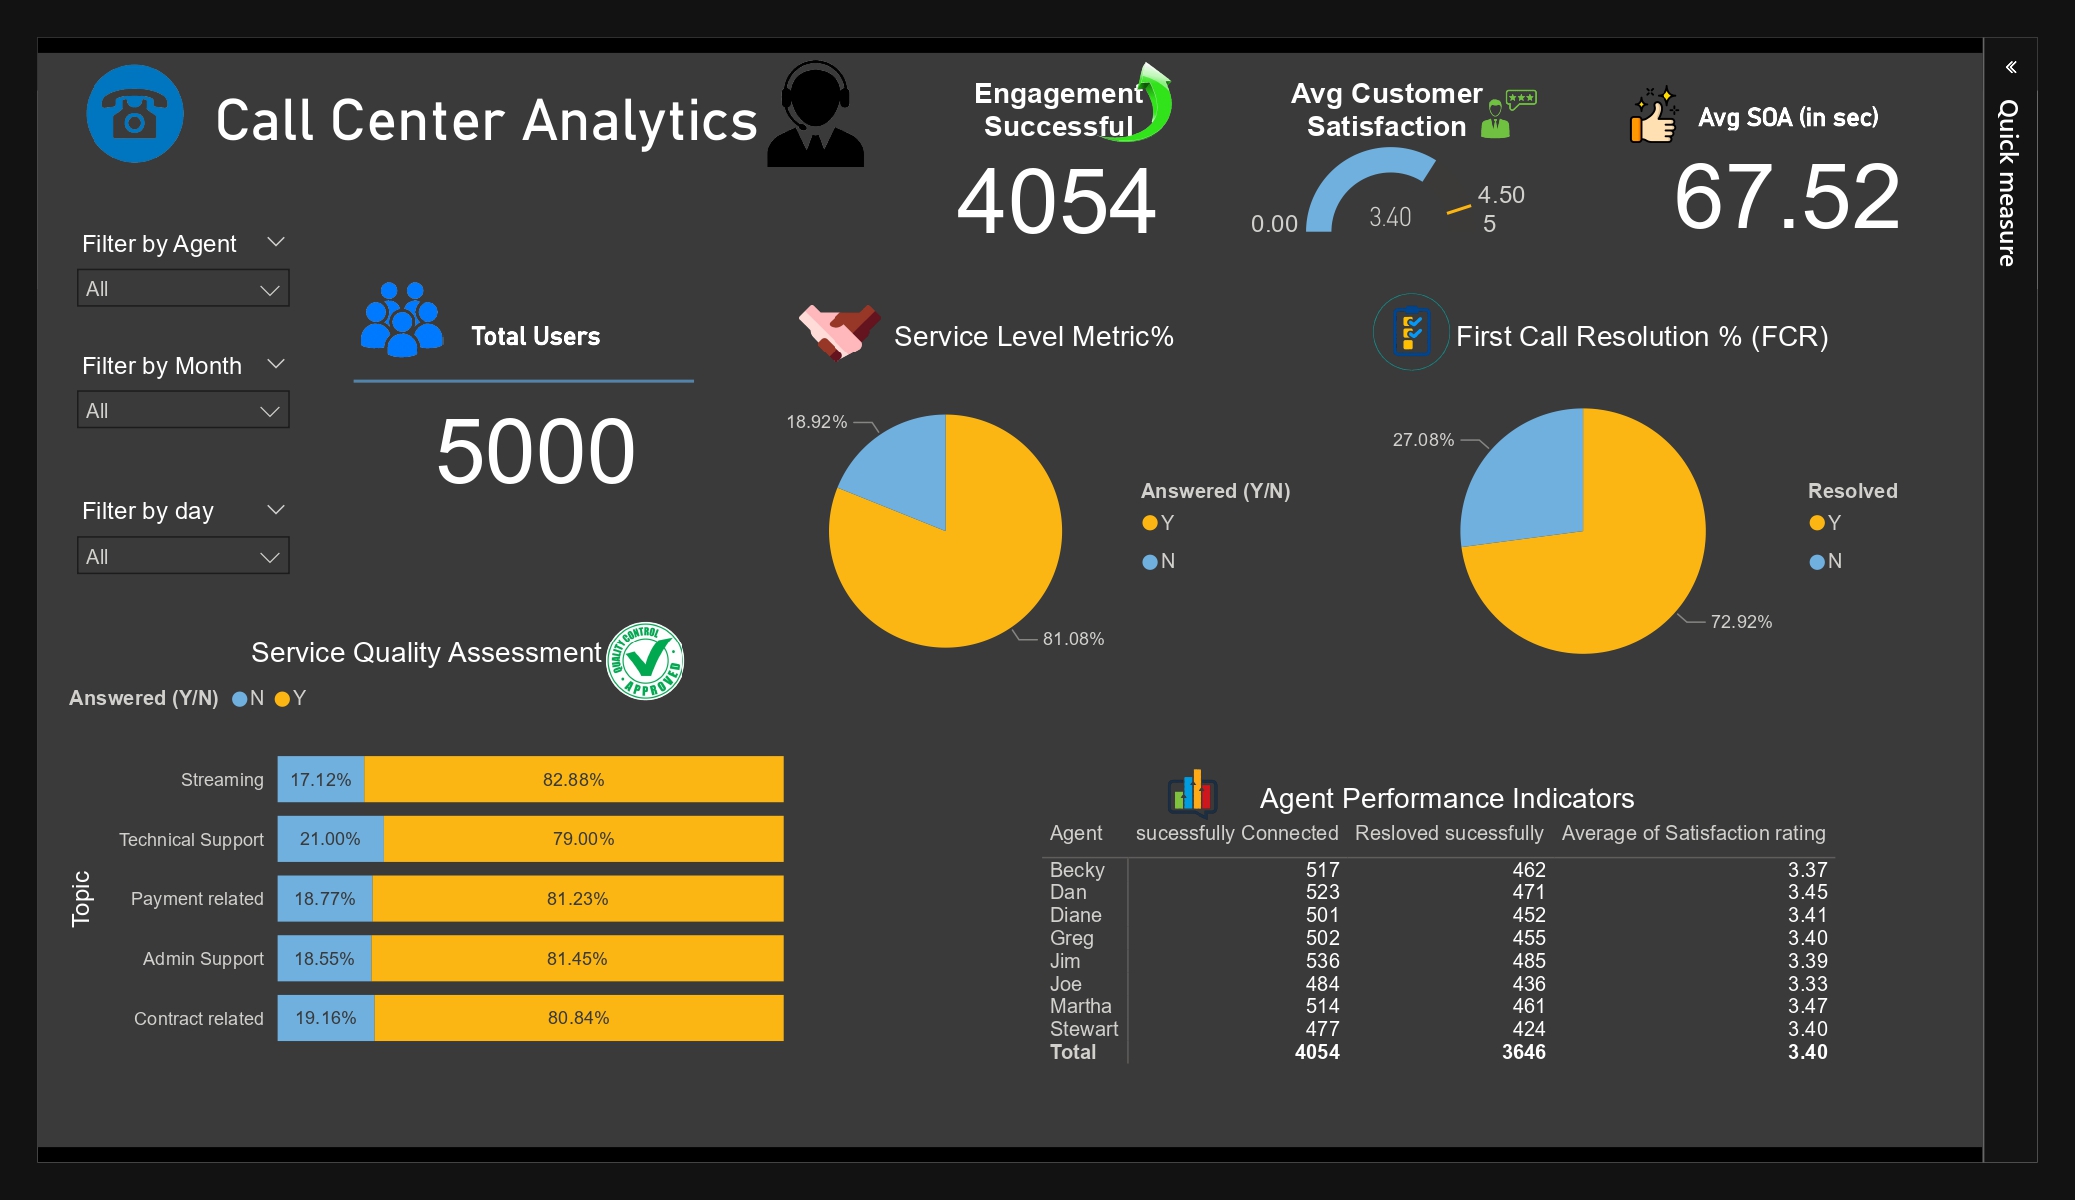 Call Center Analytics
Engagement
Successful
4054
Avg Customer
Satisfaction
0.00
3.40
4.50
5
Avg SOA (in sec)
67.52
«
Quick measure
Filter by Agent
All
Filter by Month
All
Filter by day
All
Total Users
5000
Service Level Metric%
18.92%
81.08%
Answered (Y/N)
Y
N
First Call Resolution % (FCR)
27.08%
72.92%
Resolved
Y
N
Service Quality Assessment
QUALITY CONTROL
APPROVED
Answered (Y/N) N Y
Topic
Streaming 17.12% 82.88%
Technical Support 21.00% 79.00%
Payment related 18.77% 81.23%
Admin Support 18.55% 81.45%
Contract related 19.16% 80.84%
Agent Performance Indicators
Agent sucessfully Connected Resloved sucessfully Average of Satisfaction rating
Becky 517 462 3.37
Dan 523 471 3.45
Diane 501 452 3.41
Greg 502 455 3.40
Jim 536 485 3.39
Joe 484 436 3.33
Martha 514 461 3.47
Stewart 477 424 3.40
Total 4054 3646 3.40